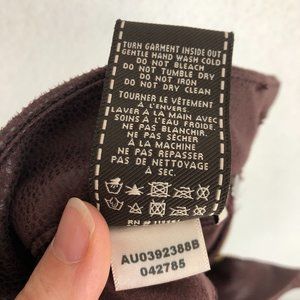 TURN GARMENT INSIDE OUT
GENTLE HAND WASH COLD
DO NOT BLEACH
DO NOT TUMBLE DRY
DO NOT IRON
DO NOT DRY CLEAN
TOURNER LE VÊTEMENT
À L'ENVERS.
LAVER À LA MAIN AVEC
SOINS À L'EAU FROIDE.
NE PAS BLANCHIR.
NE PAS SÉCHER
À LA MACHINE
NE PAS REPASSER
PAS DE NETTOYAGE
À SEC.
RN
AU0392388B
042785